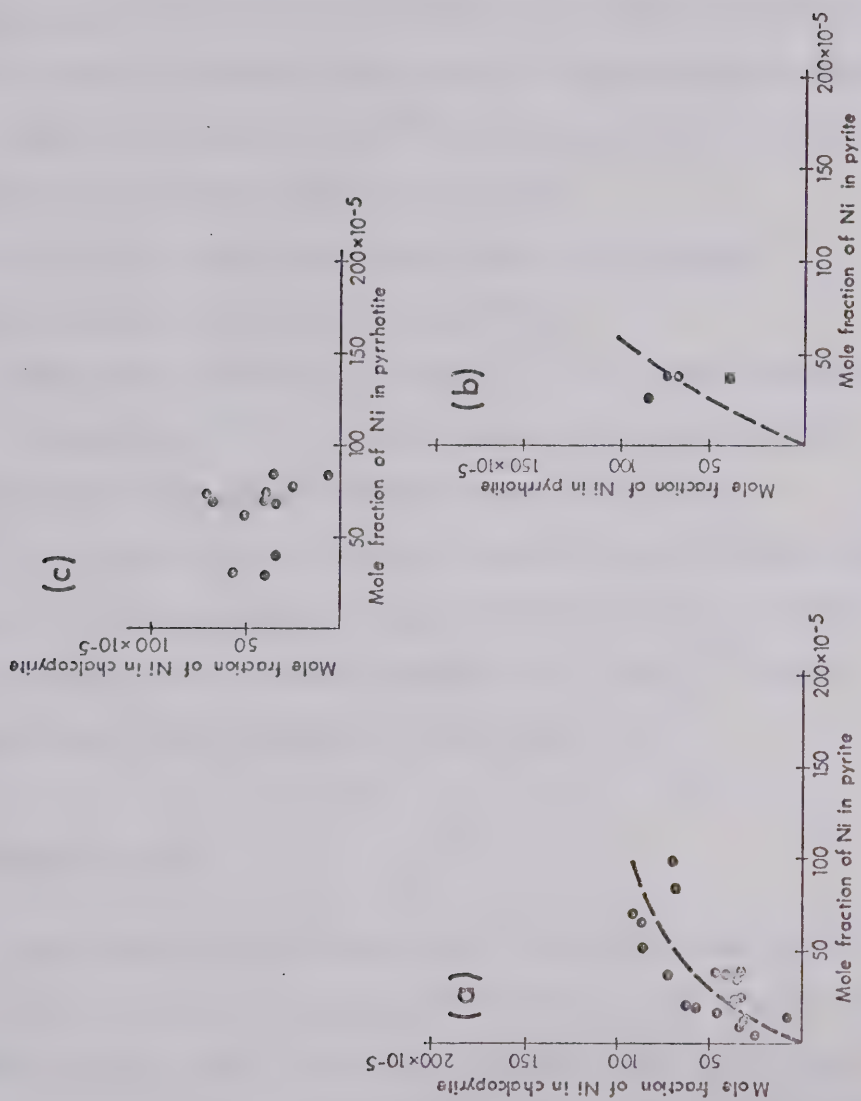 (a)
Mole fraction of Ni in chalcopyrite
200×10-5
150
100
50
50
100
150
200×10-5
Mole fraction of Ni in pyrite
(b)
Mole fraction of Ni in pyrrhotite
150×10-5
100
50
50
100
150
200×10-5
Mole fraction of Ni in pyrite
(c)
Mole fraction of Ni in chalcopyrite
100×10-5
50
50
100
150
200×10-5
Mole fraction of Ni in pyrrhotite